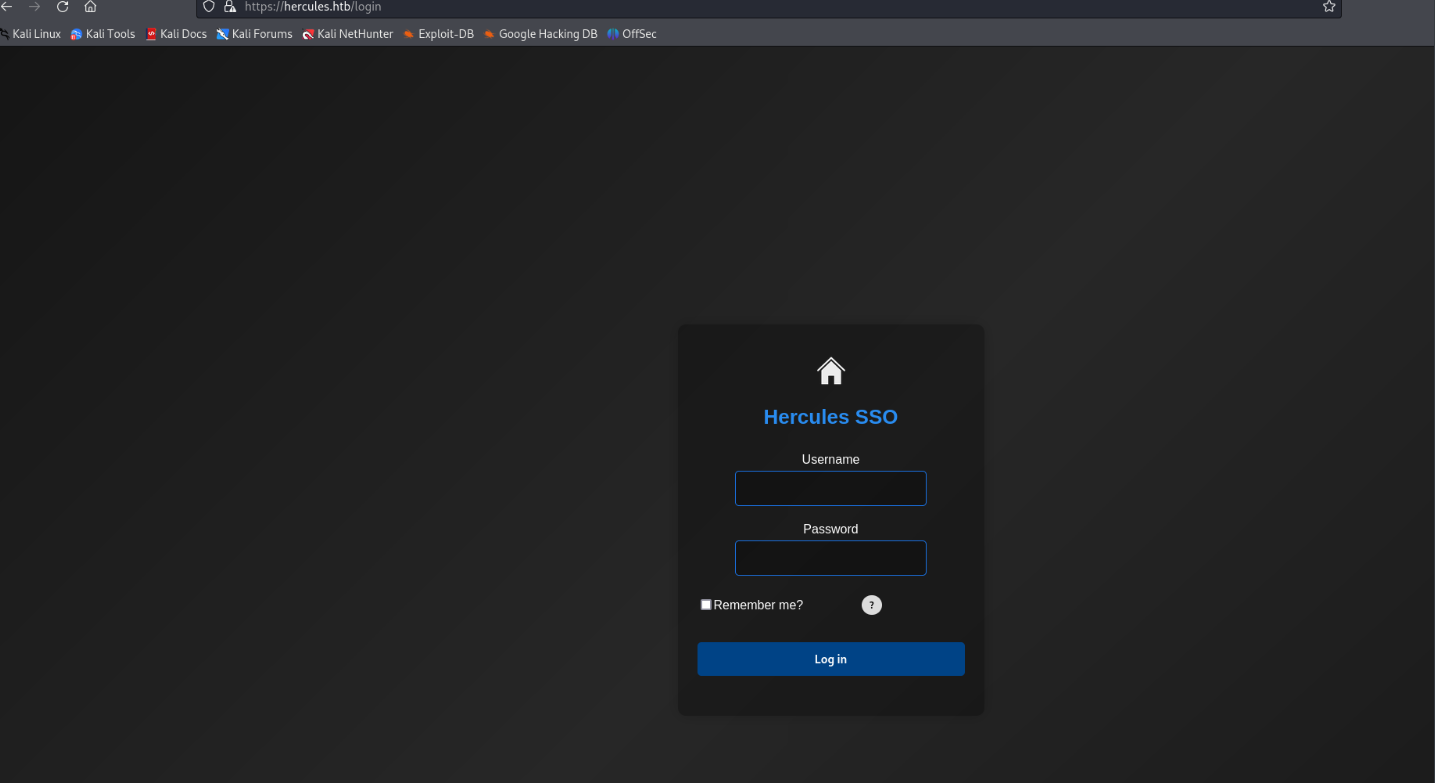 https://hercules.htb/login
Kali Linux Kali Tools Kali Docs Kali Forums Kali NetHunter Exploit-DB Google Hacking DB OffSec
Hercules SSO
Username
Password
Remember me? ?
Log in